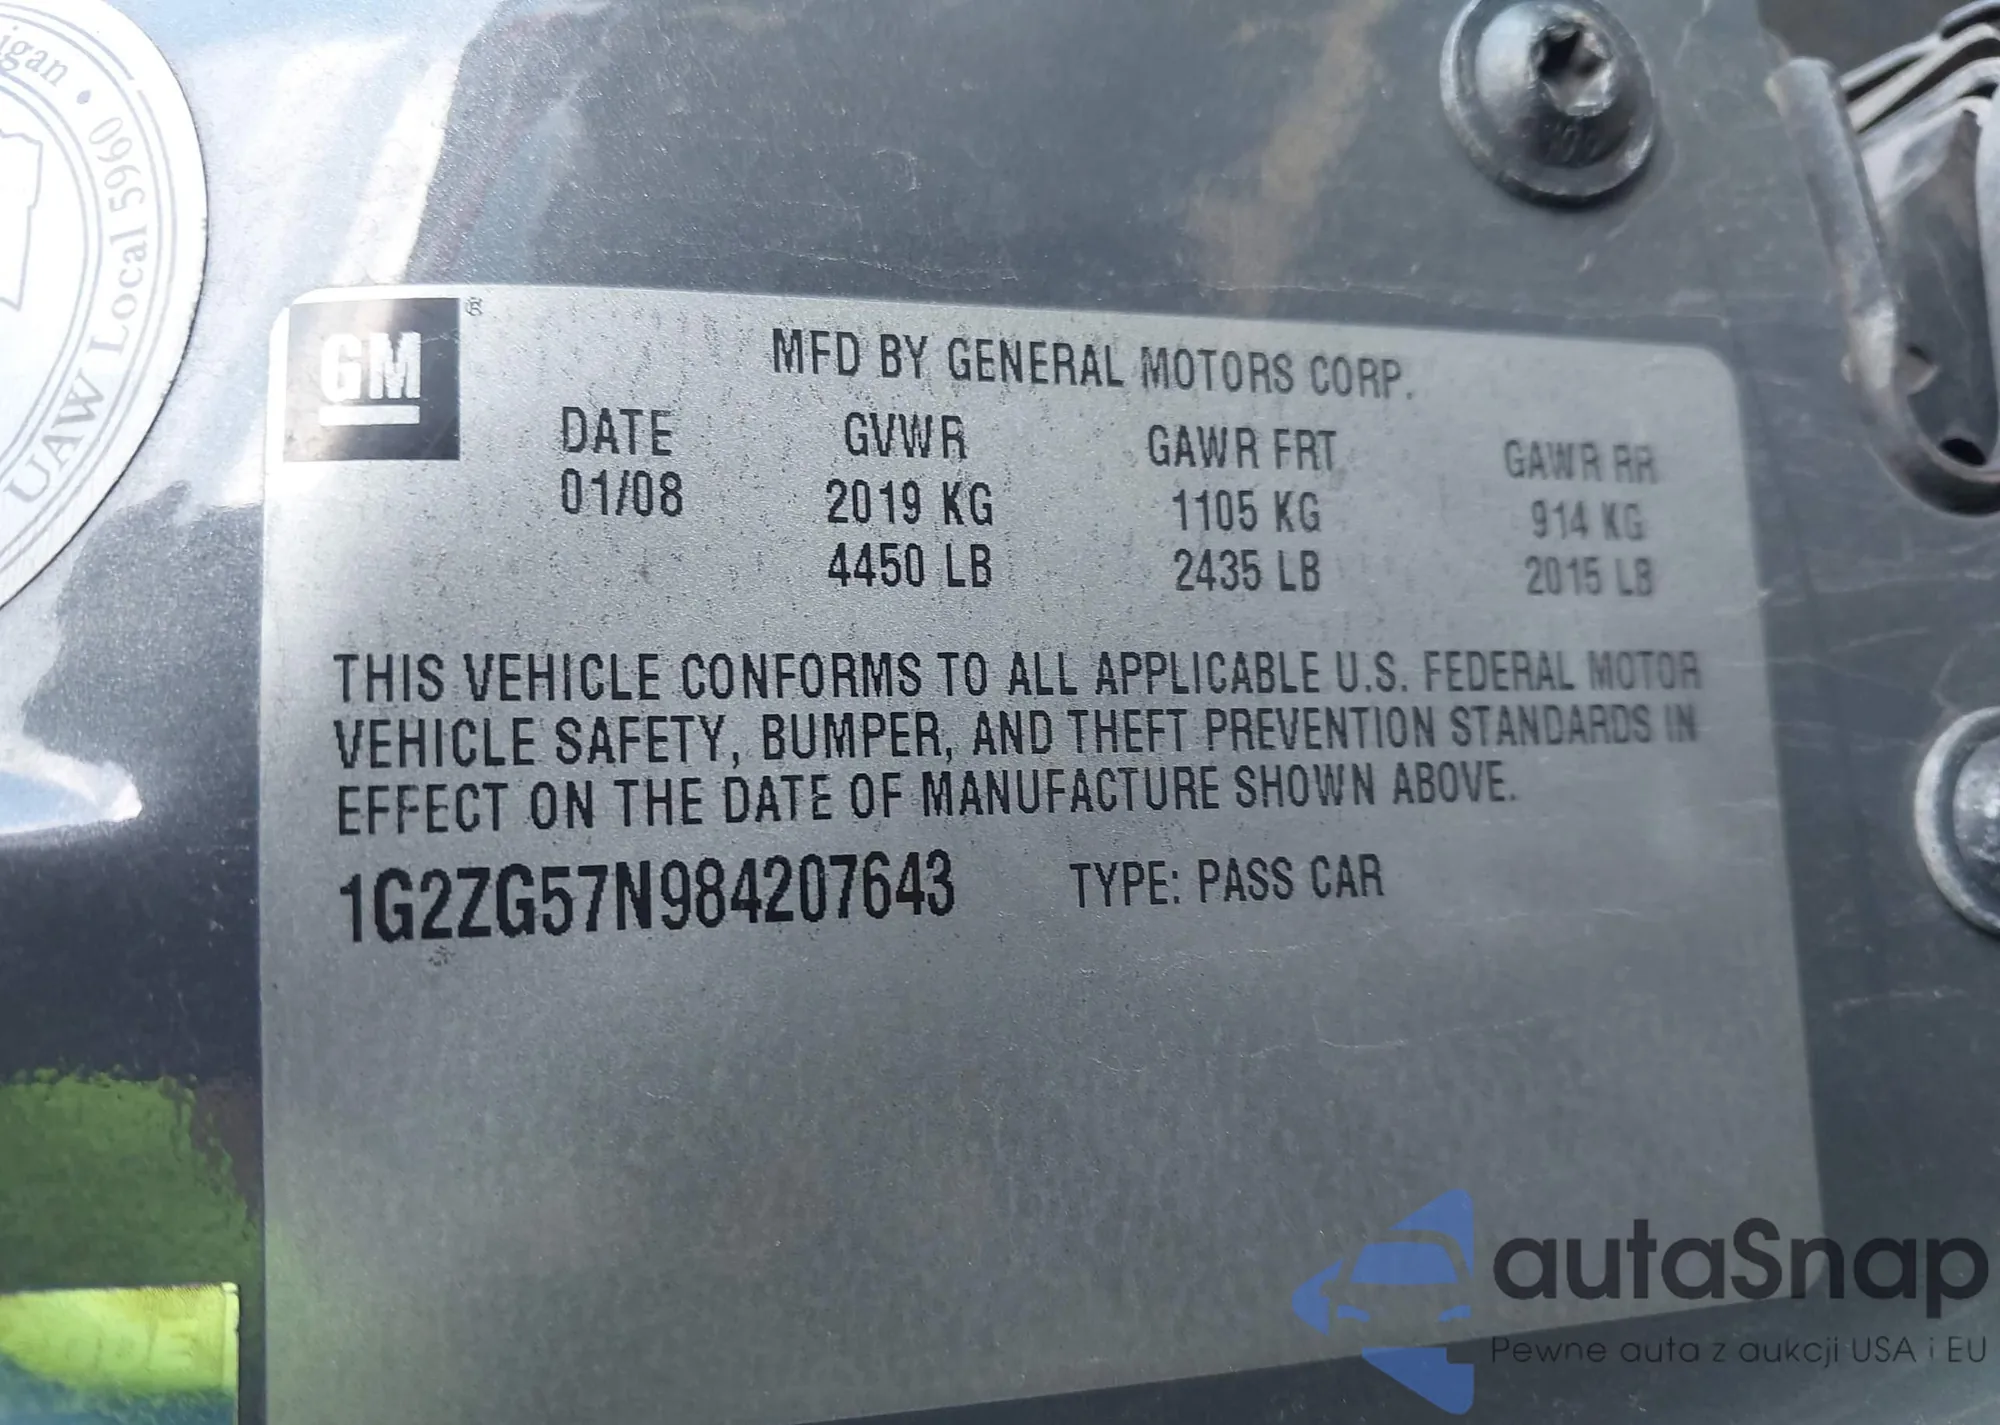 igan • UAW Local 5960
GM ®
MFD BY GENERAL MOTORS CORP.
DATE GVWR GAWR FRT GAWR RR
01/08 2019 KG 1105 KG 914 KG
4450 LB 2435 LB 2015 LB
THIS VEHICLE CONFORMS TO ALL APPLICABLE U.S. FEDERAL MOTOR
VEHICLE SAFETY, BUMPER, AND THEFT PREVENTION STANDARDS IN
EFFECT ON THE DATE OF MANUFACTURE SHOWN ABOVE.
1G2ZG57N984207643 TYPE: PASS CAR
autaSnap
Pewne auta z aukcji USA i EU